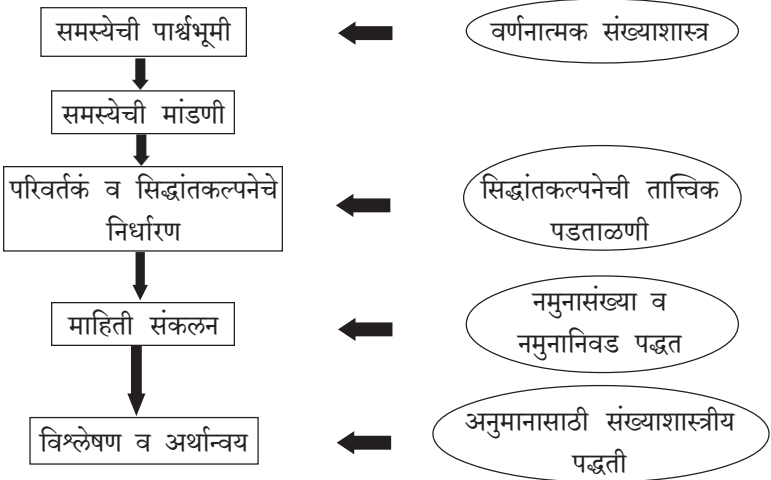 समस्येची पार्श्वभूमी
वर्णनात्मक संख्याशास्त्र
समस्येची मांडणी
परिवर्तकं व सिद्धांतकल्पनेचे
निर्धारण
सिद्धांतकल्पनेची तात्त्विक
पडताळणी
माहिती संकलन
नमुनासंख्या व
नमुनानिवड पद्धत
विश्लेषण व अर्थान्वय
अनुमानासाठी संख्याशास्त्रीय
पद्धती